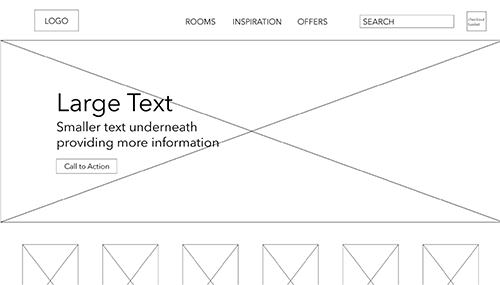 LOGO
ROOMS
INSPIRATION
OFFERS
SEARCH
checkout
basket
Large Text
Smaller text underneath
providing more information
Call to Action